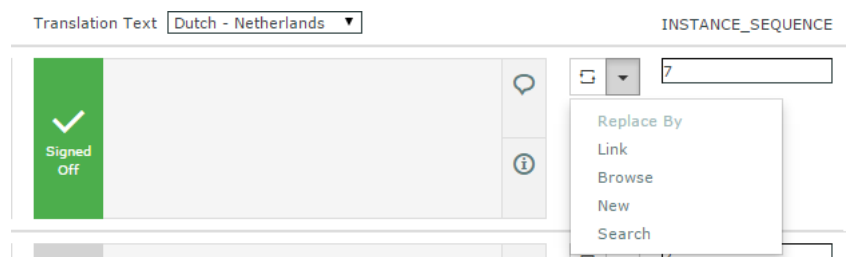 Translation Text Dutch - Netherlands INSTANCE_SEQUENCE
7
Signed
Off
Replace By
Link
Browse
New
Search